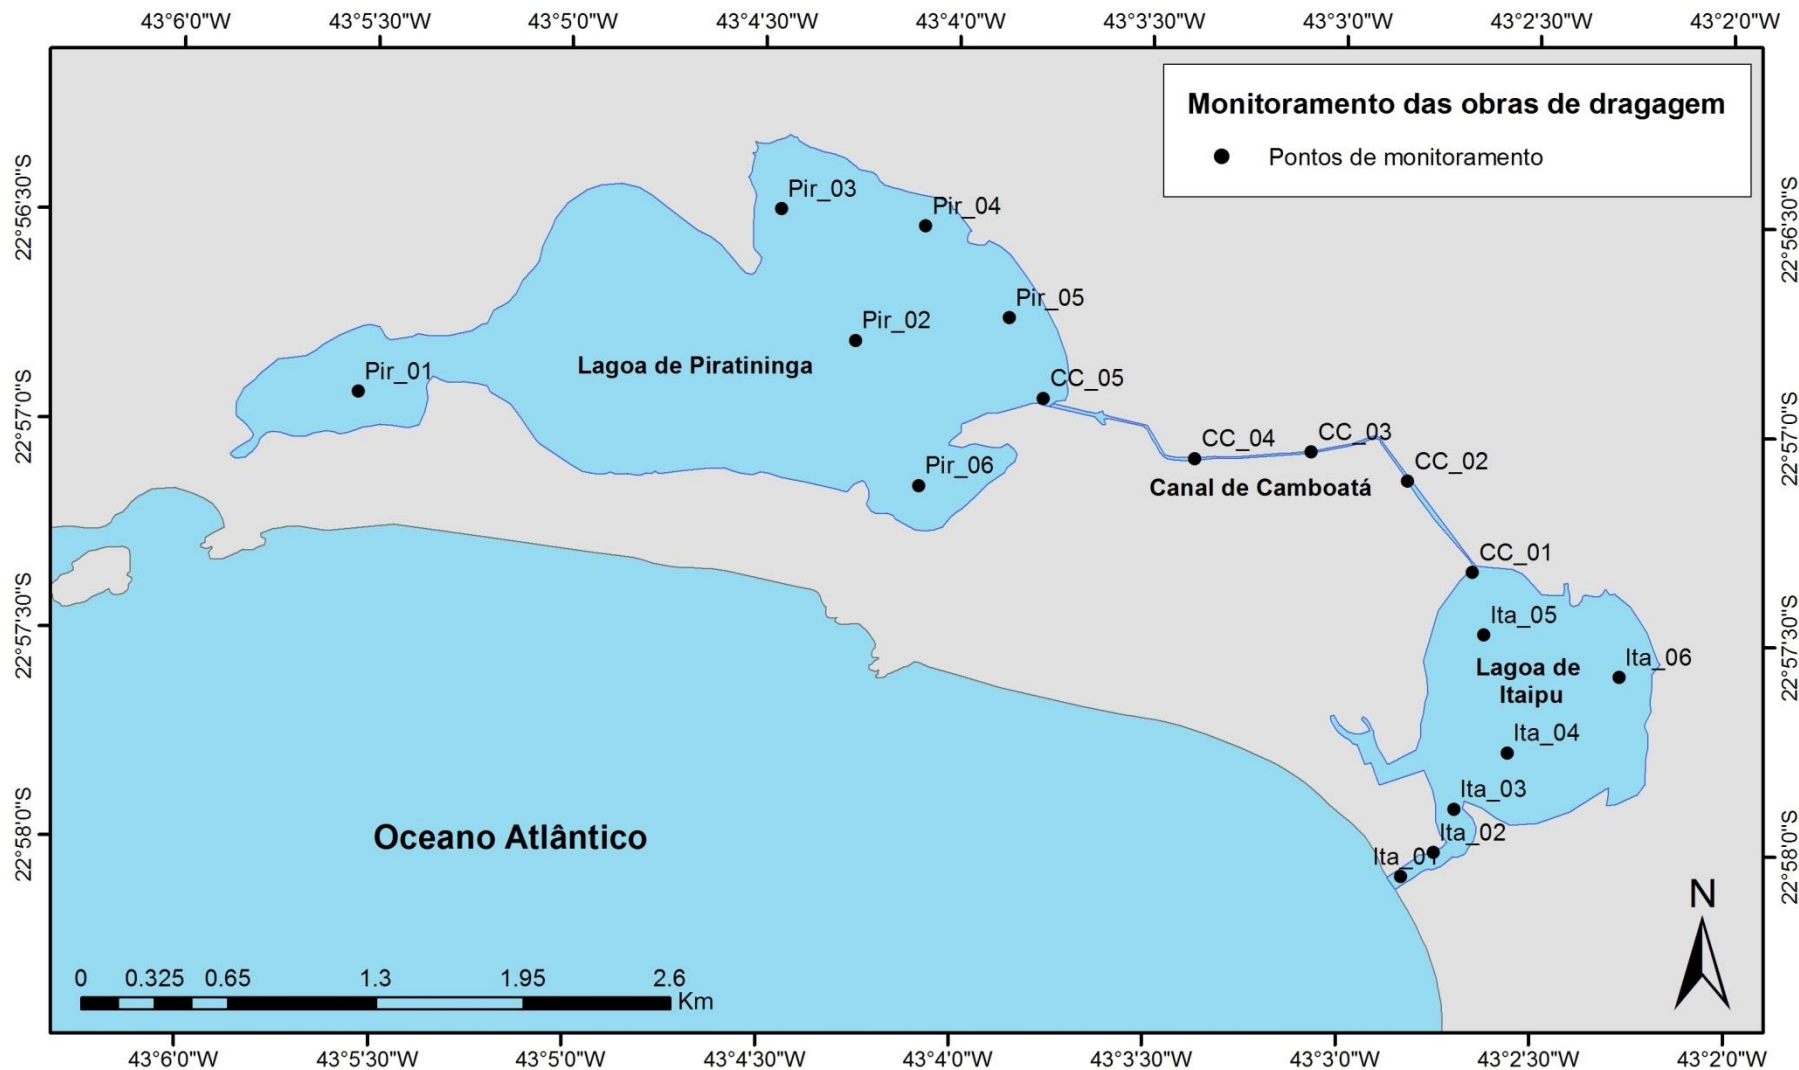 43°6'0"W 43°5'30"W 43°5'0"W 43°4'30"W 43°4'0"W 43°3'30"W 43°3'0"W 43°2'30"W 43°2'0"W
Monitoramento das obras de dragagem
Pontos de monitoramento
22°56'30"S
22°56'30"S
Pir_03
Pir_04
Pir_05
Pir_02
Lagoa de Piratininga
Pir_01
CC_05
22°57'0"S
22°57'0"S
CC_04
CC_03
CC_02
Pir_06
Canal de Camboatá
CC_01
22°57'30"S
22°57'30"S
Ita_05
Ita_06
Lagoa de
Itaipu
Ita_04
Ita_03
Ita_02
Ita_01
22°58'0"S
22°58'0"S
Oceano Atlântico
N
0 0.325 0.65 1.3 1.95 2.6
Km
43°6'0"W 43°5'30"W 43°5'0"W 43°4'30"W 43°4'0"W 43°3'30"W 43°3'0"W 43°2'30"W 43°2'0"W